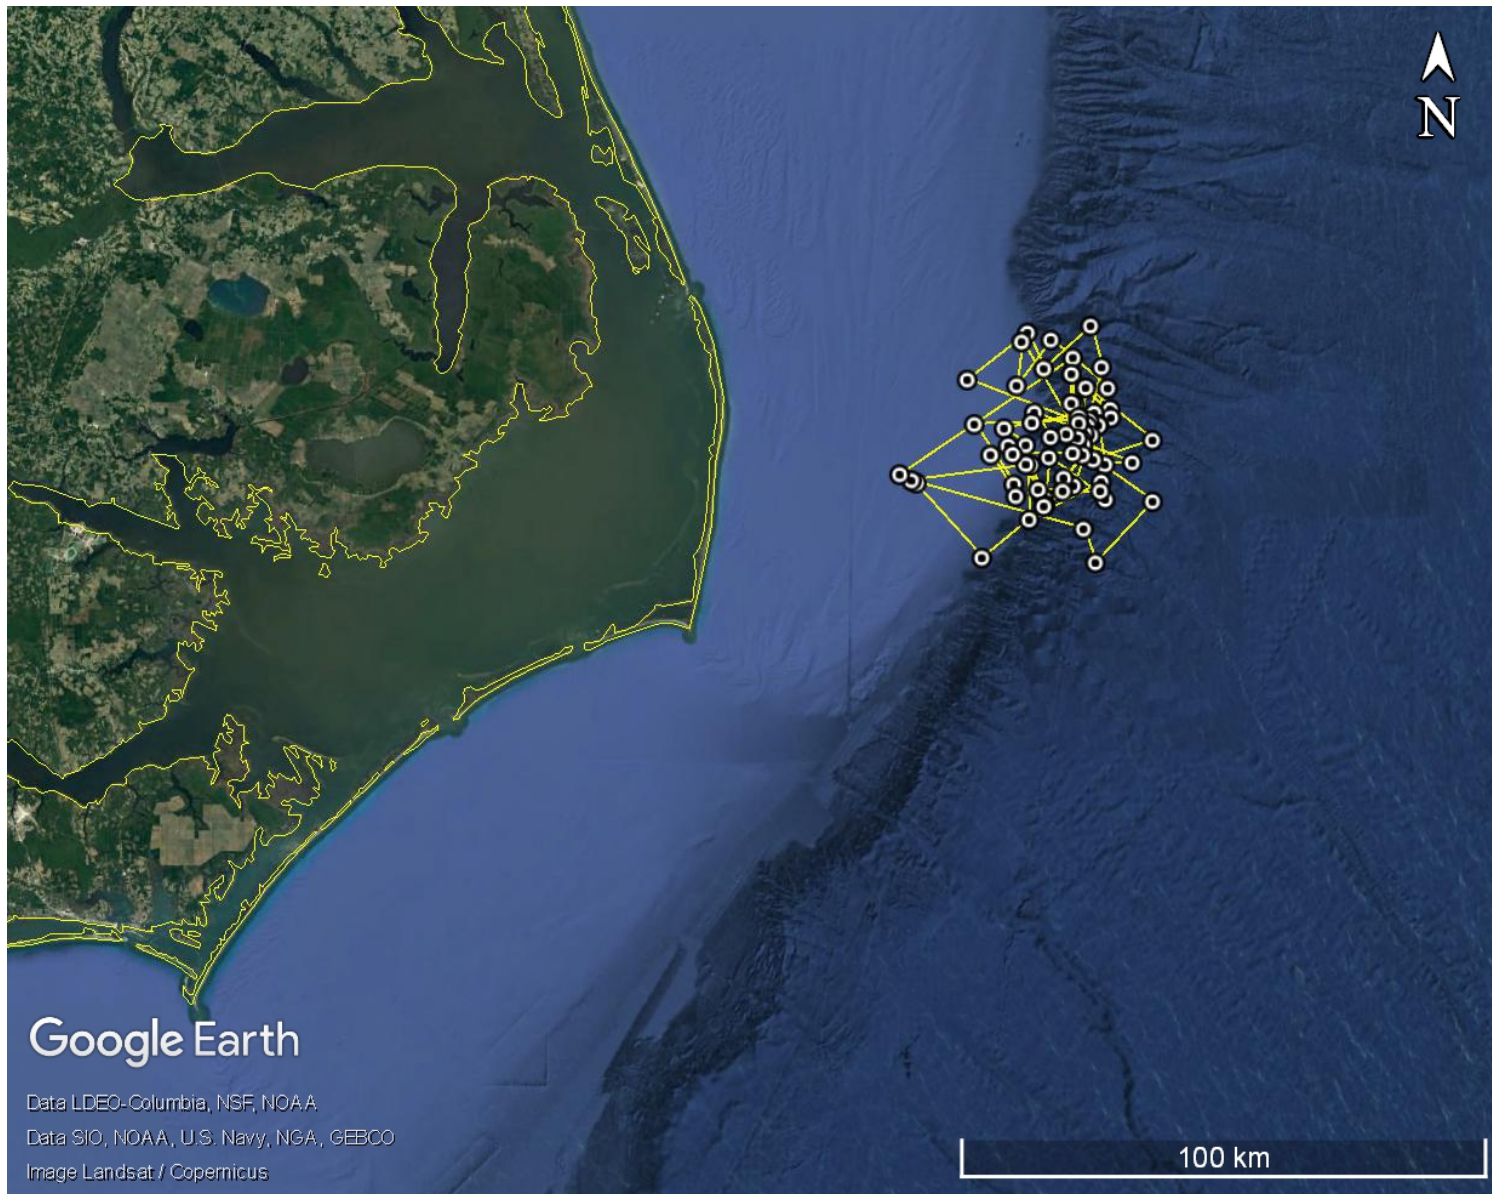 N
Google Earth
Data LDEO-Columbia, NSF, NOAA
Data SIO, NOAA, U.S. Navy, NGA, GEBCO
Image Landsat / Copernicus
100 km